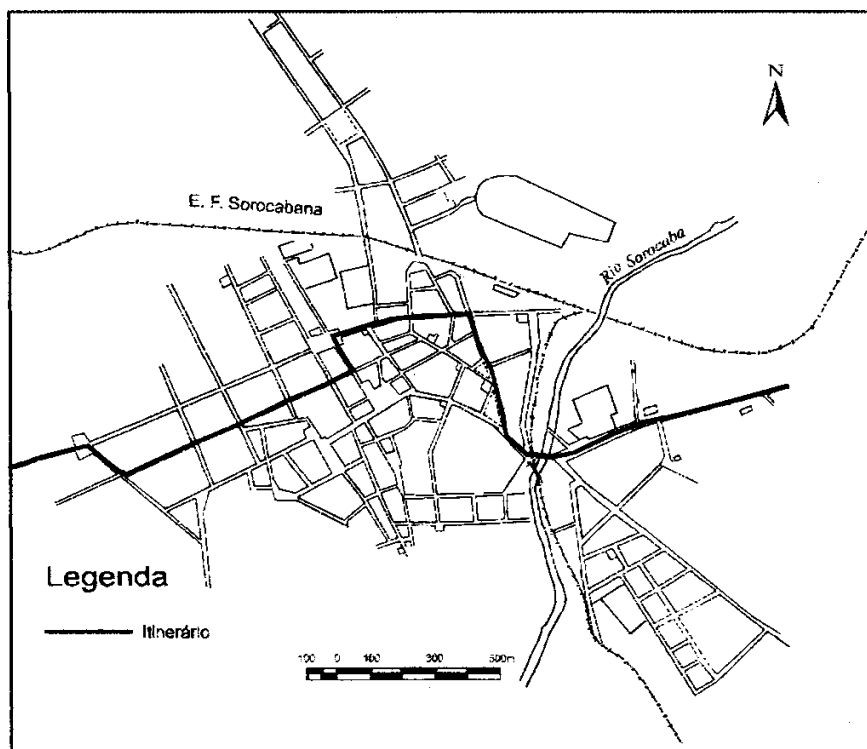 N
E. F. Sorocabana
Rio Sorocaba
Legenda
Itinerário
100 0 100 300 500m